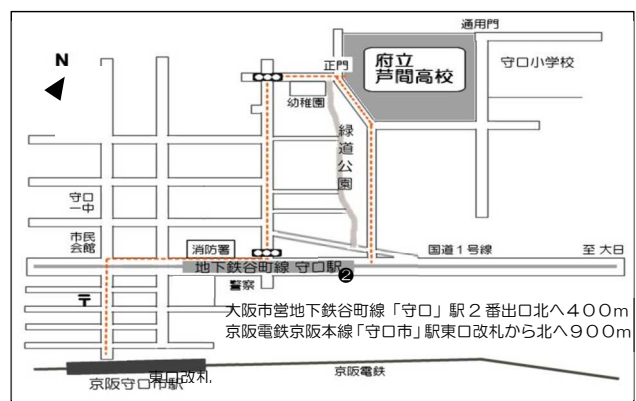 通用門
N
正門
府立
芦間高校
守口小学校
幼稚園
緑道公園
守口
一中
市民
会館
消防署
国道1号線
至 大日
地下鉄谷町線 守口駅
❷
警察
〒
大阪市営地下鉄谷町線「守口」駅2番出口北へ400m
京阪電鉄京阪本線「守口市」駅東口改札から北へ900m
東口改札
京阪守口市駅
京阪電鉄